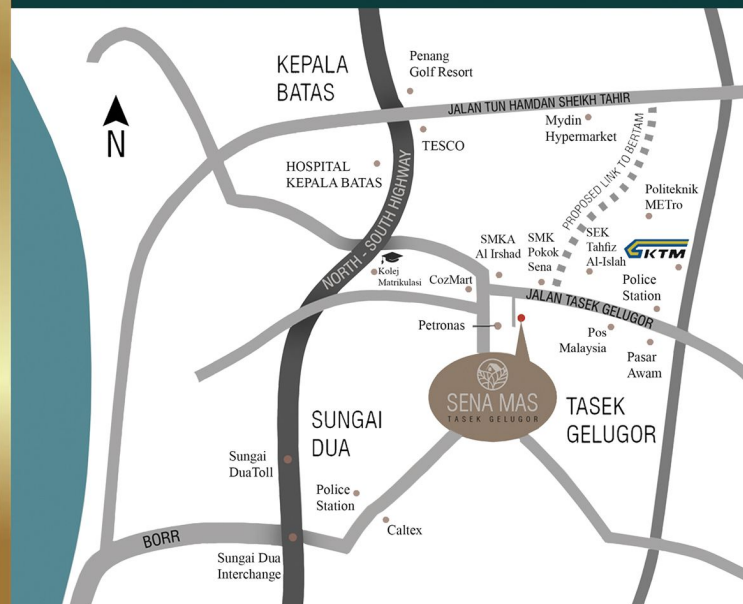 KEPALA
BATAS
Penang
Golf Resort
JALAN TUN HAMDAN SHEIKH TAHIR
N
Mydin
Hypermarket
TESCO
HOSPITAL
KEPALA BATAS
NORTH - SOUTH HIGHWAY
PROPOSED LINK TO BERTAM
Politeknik
METro
SMKA
Al Irshad
SMK
Pokok
Sena
SEK
Tahfiz
Al-Islah
KTM
Kolej
Matrikulasi
CozMart
Police
Station
JALAN TASEK GELUGOR
Petronas
Pos
Malaysia
Pasar
Awam
SENA MAS
TASEK GELUGOR
SUNGAI
DUA
TASEK
GELUGOR
Sungai
DuaToll
Police
Station
Caltex
BORR
Sungai Dua
Interchange